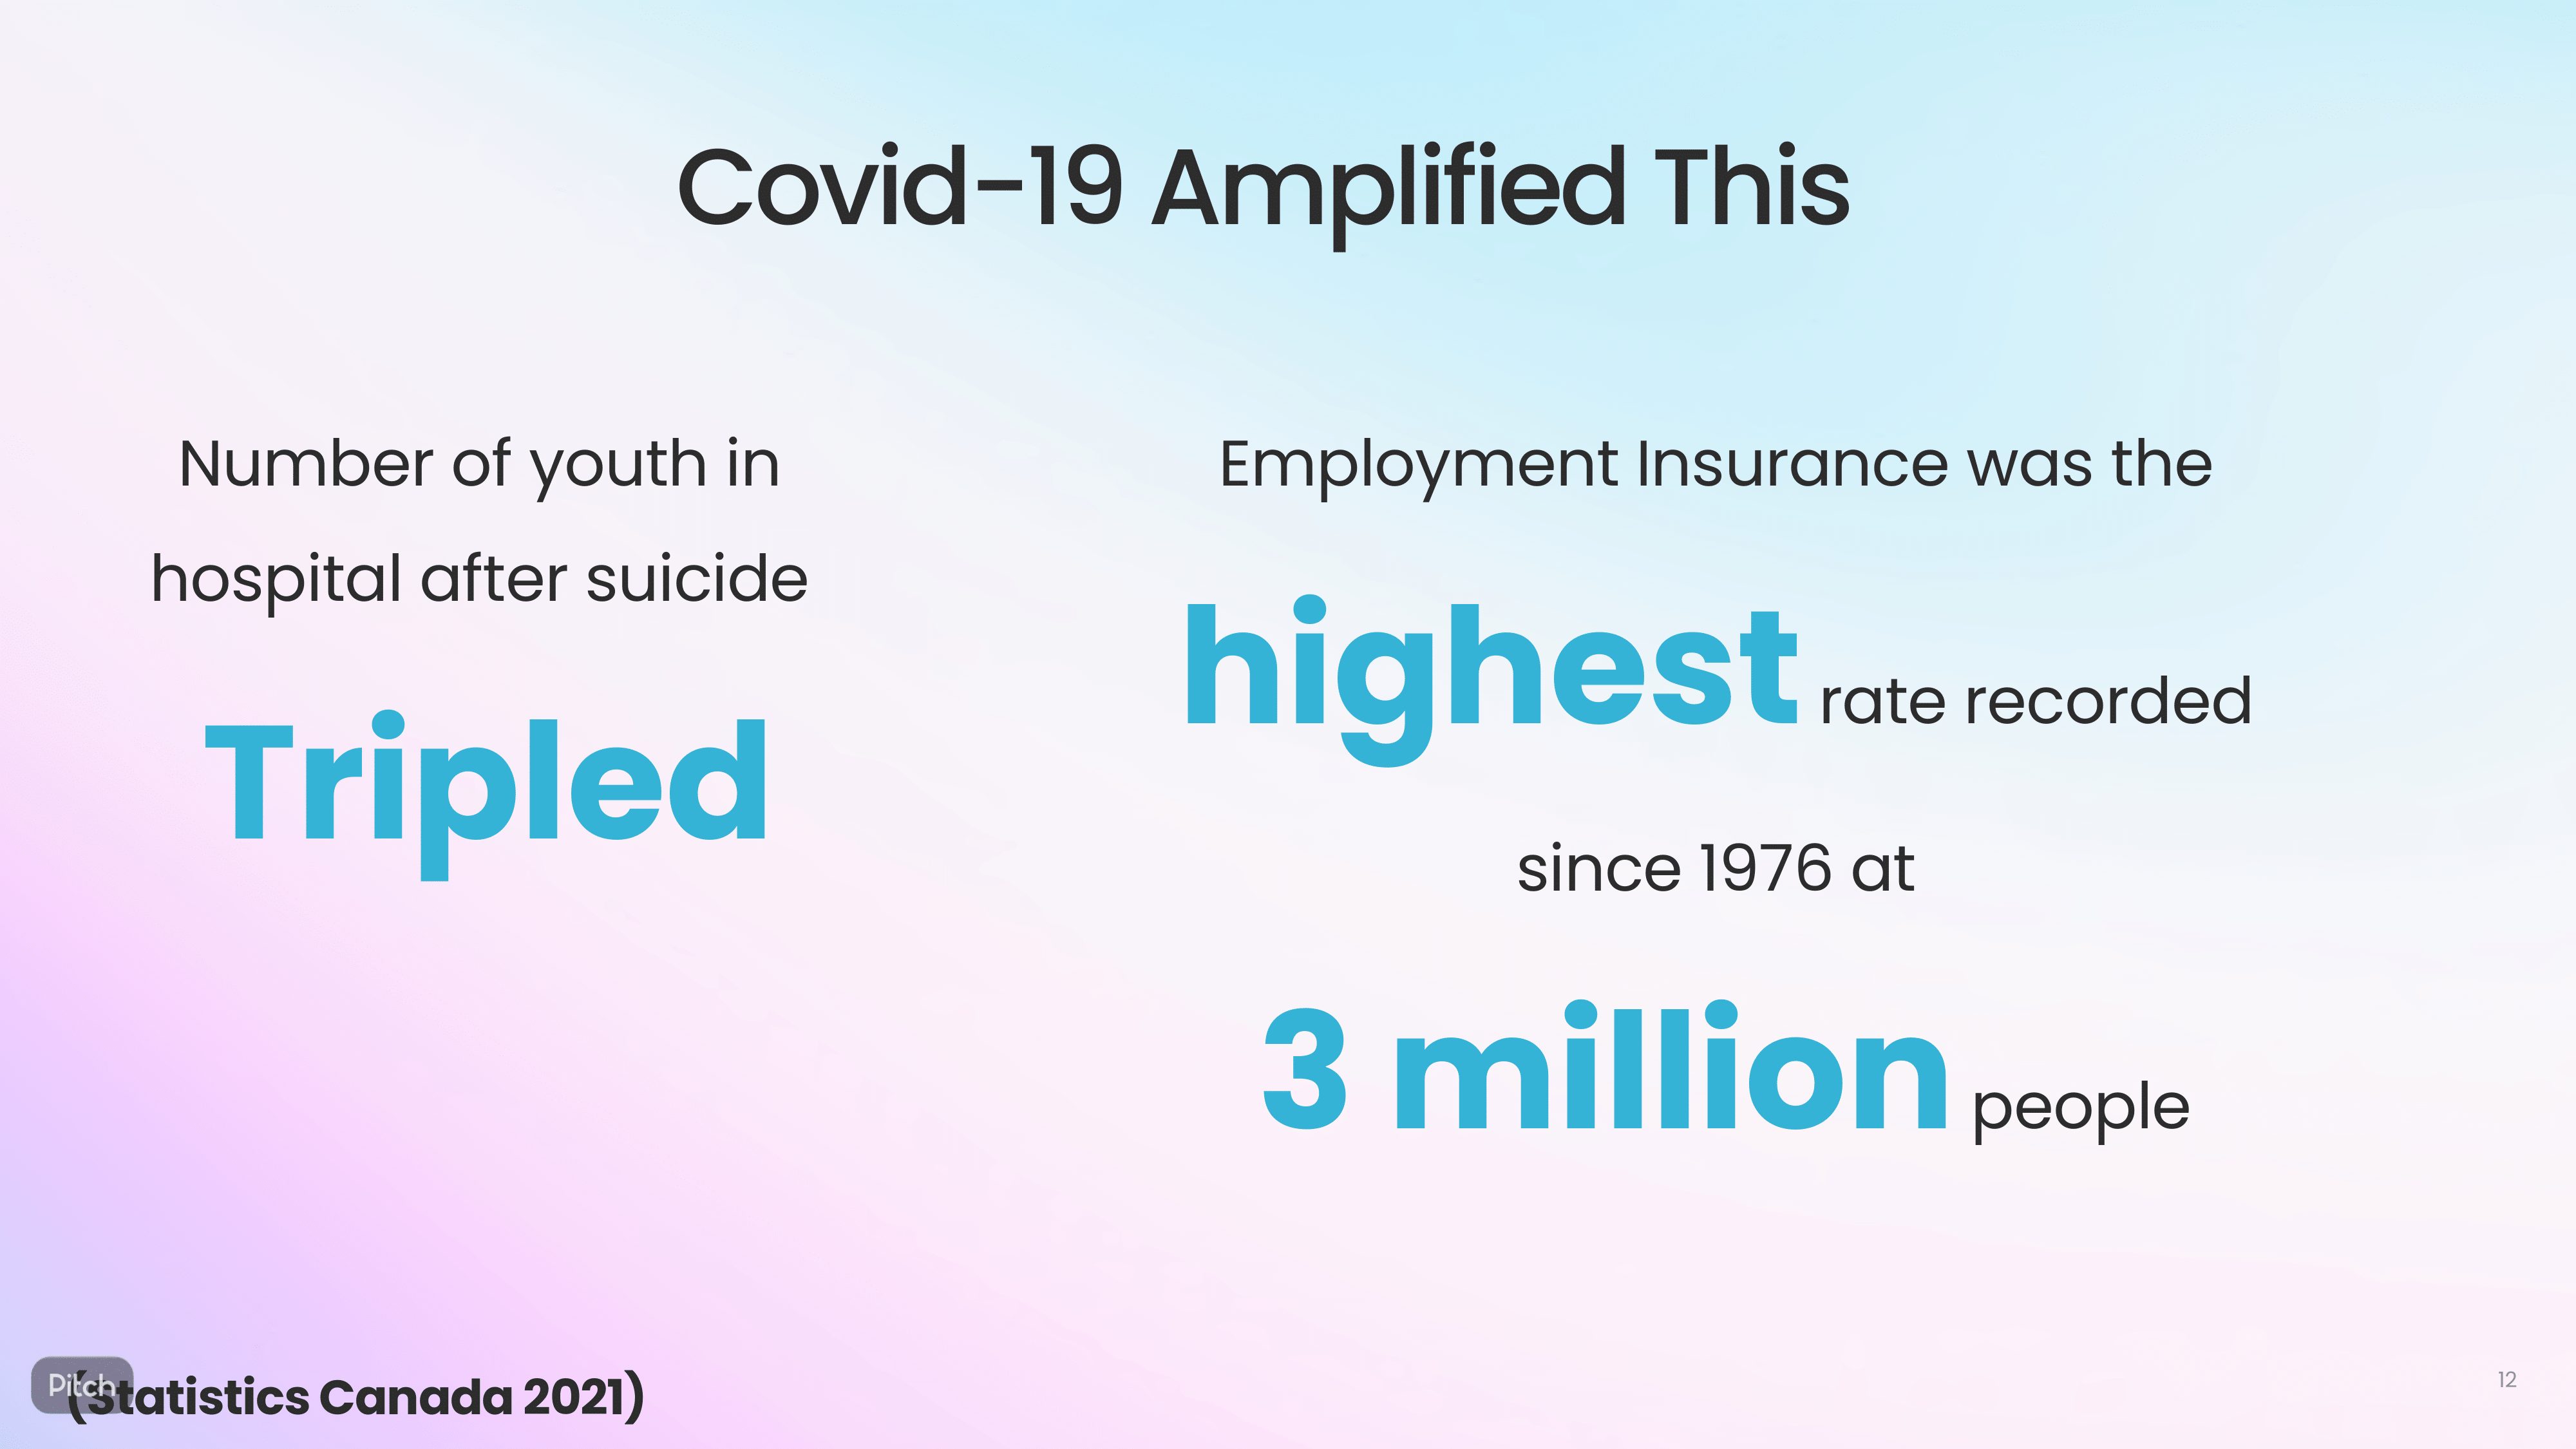 Covid-19 Amplified This
Number of youth in
hospital after suicide
Tripled
Employment Insurance was the
highest rate recorded
since 1976 at
3 million people
Pitch
(Statistics Canada 2021)
12